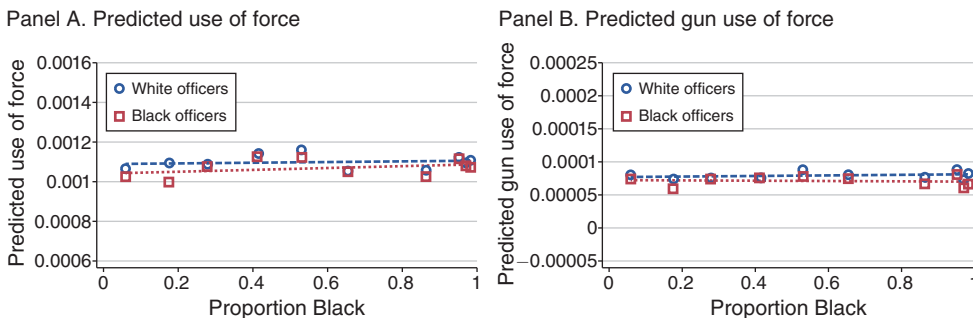 Panel A. Predicted use of force
Predicted use of force
0.0016
0.0014
0.0012
0.001
0.0008
0.0006
White officers
Black officers
0 0.2 0.4 0.6 0.8 1
Proportion Black
Panel B. Predicted gun use of force
Predicted gun use of force
0.00025
0.0002
0.00015
0.0001
0.00005
0
−0.00005
White officers
Black officers
0 0.2 0.4 0.6 0.8 1
Proportion Black